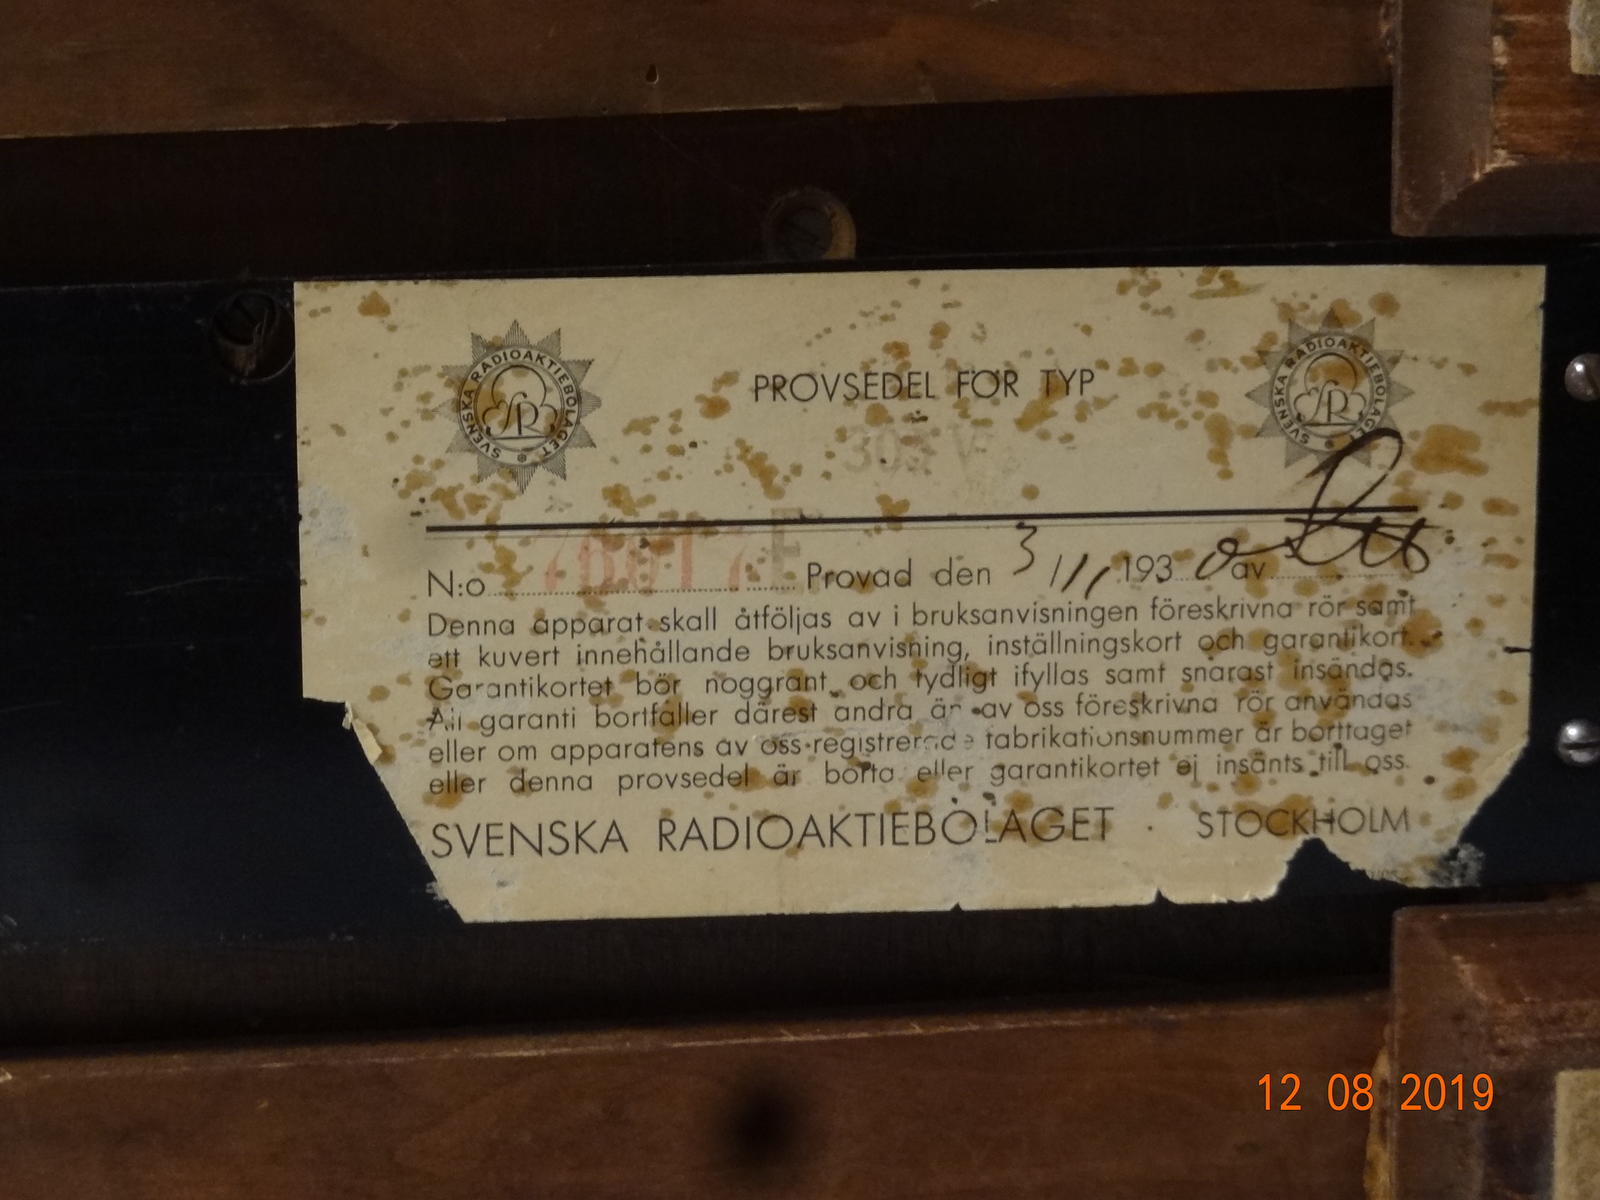 SVENSKA RADIOAKTIEBOLAGET SR
PROVSEDEL FÖR TYP
SVENSKA RADIOAKTIEBOLAGET SR
N:o Provad den 3/11 1930 av
Denna apparat skall åtföljas av i bruksanvisningen föreskrivna rör samt
ett kuvert innehållande bruksanvisning, inställningskort och garantikort.
Garantikortet bör noggrant och tydligt ifyllas samt snarast insändas.
All garanti bortfaller därest andra än av oss föreskrivna rör användas
eller om apparatens av oss registrerade fabrikationsnummer är borttaget
eller denna provsedel är borta eller garantikortet ej insänts till oss.
SVENSKA RADIOAKTIEBOLAGET · STOCKHOLM
12 08 2019